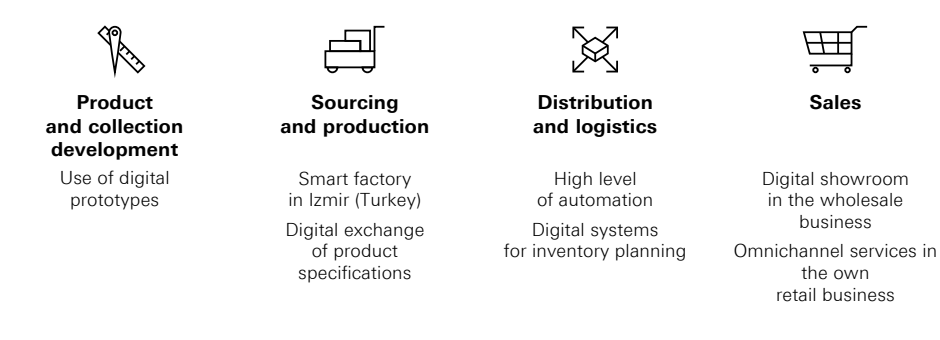 Product
and collection
development
Use of digital
prototypes
Sourcing
and production
Smart factory
in Izmir (Turkey)
Digital exchange
of product
specifications
Distribution
and logistics
High level
of automation
Digital systems
for inventory planning
Sales
Digital showroom
in the wholesale
business
Omnichannel services in
the own
retail business